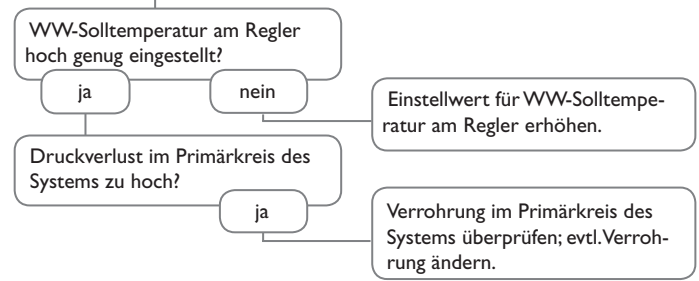 WW-Solltemperatur am Regler
hoch genug eingestellt?
ja
nein
Einstellwert für WW-Solltempe-
ratur am Regler erhöhen.
Druckverlust im Primärkreis des
Systems zu hoch?
ja
Verrohrung im Primärkreis des
Systems überprüfen; evtl. Verroh-
rung ändern.